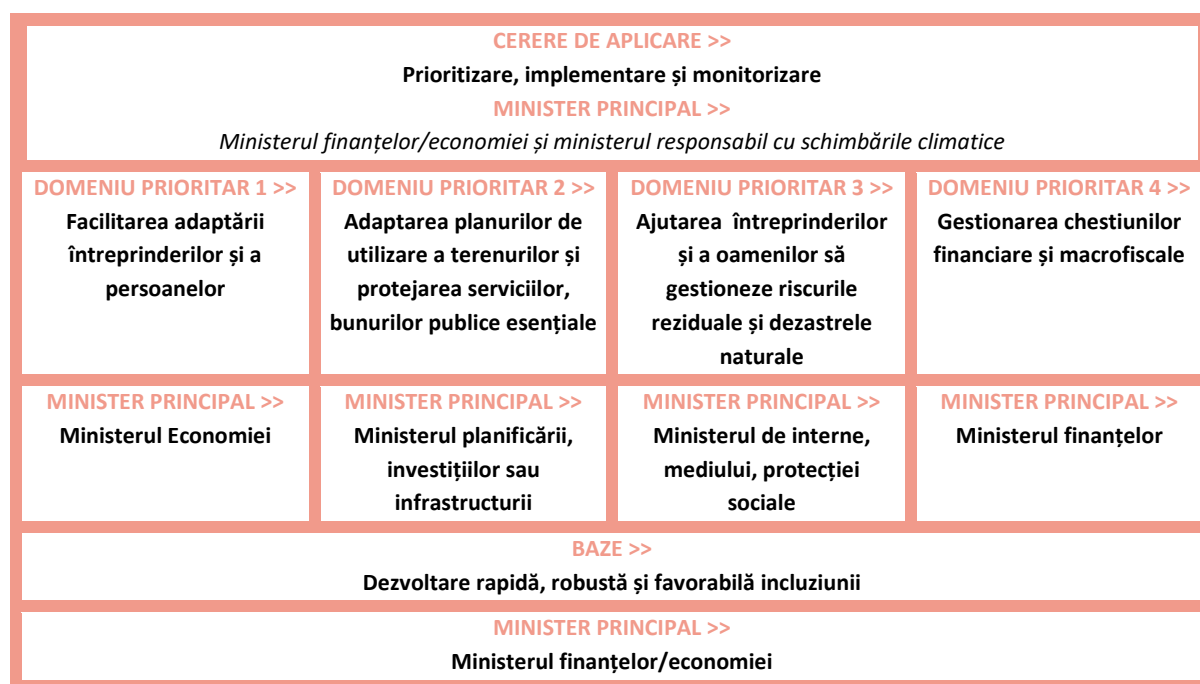 CERERE DE APLICARE >>
Prioritizare, implementare și monitorizare
MINISTER PRINCIPAL >>
Ministerul finanțelor/economiei și ministerul responsabil cu schimbările climatice
DOMENIU PRIORITAR 1 >>
Facilitarea adaptării
întreprinderilor și a
persoanelor
DOMENIU PRIORITAR 2 >>
Adaptarea planurilor de
utilizare a terenurilor și
protejarea serviciilor,
bunurilor publice esențiale
DOMENIU PRIORITAR 3 >>
Ajutarea întreprinderilor
și a oamenilor să
gestioneze riscurile
reziduale și dezastrele
naturale
DOMENIU PRIORITAR 4 >>
Gestionarea chestiunilor
financiare și macrofiscale
MINISTER PRINCIPAL >>
Ministerul Economiei
MINISTER PRINCIPAL >>
Ministerul planificării,
investițiilor sau
infrastructurii
MINISTER PRINCIPAL >>
Ministerul de interne,
mediului, protecției
sociale
MINISTER PRINCIPAL >>
Ministerul finanțelor
BAZE >>
Dezvoltare rapidă, robustă și favorabilă incluziunii
MINISTER PRINCIPAL >>
Ministerul finanțelor/economiei